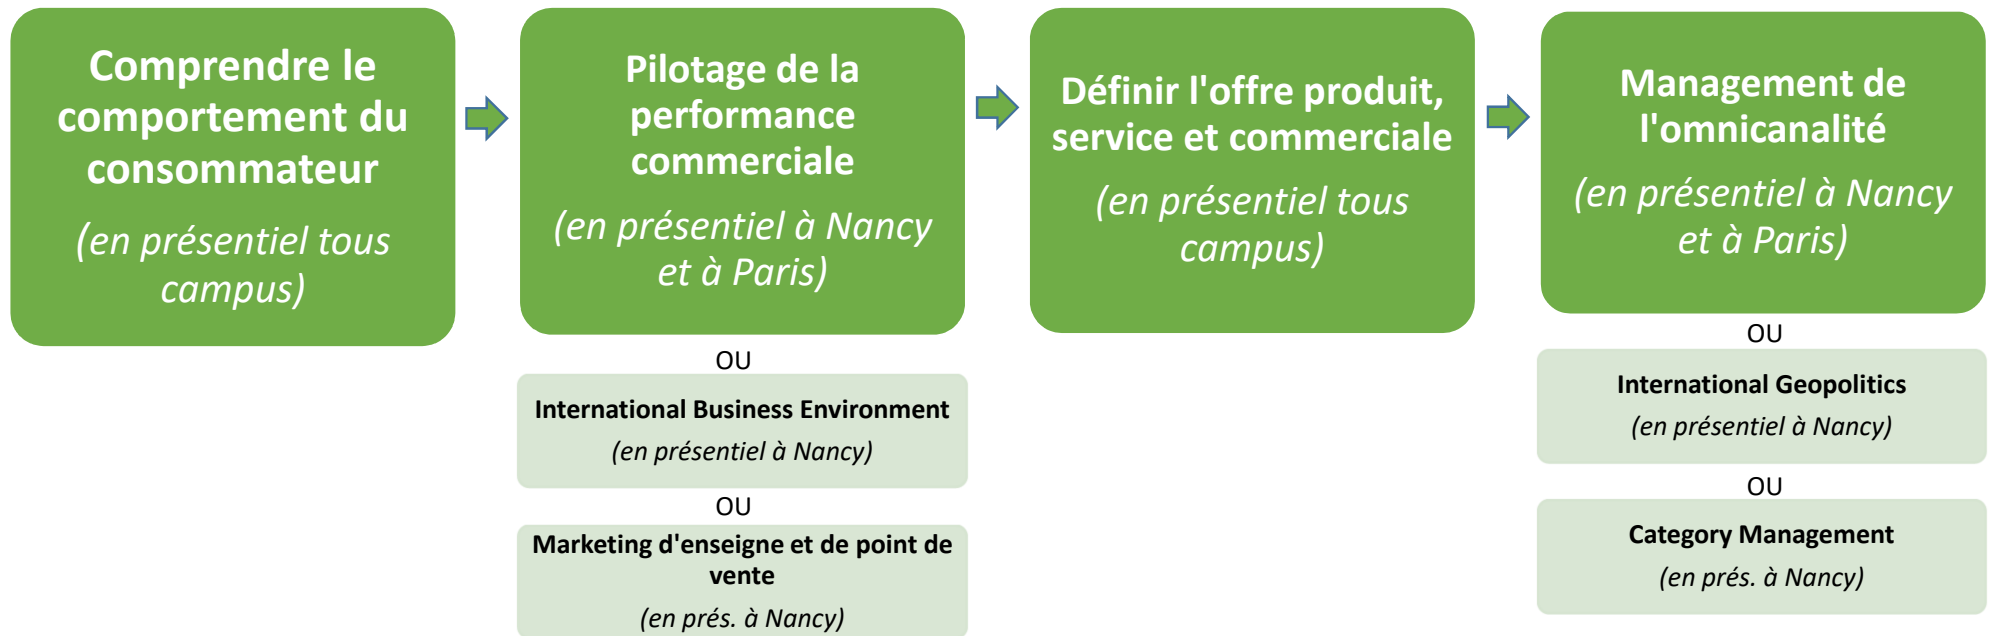 Comprendre le
comportement du
consommateur
(en présentiel tous
campus)
Pilotage de la
performance
commerciale
(en présentiel à Nancy
et à Paris)
OU
International Business Environment
(en présentiel à Nancy)
OU
Marketing d'enseigne et de point de
vente
(en prés. à Nancy)
Définir l'offre produit,
service et commerciale
(en présentiel tous
campus)
Management de
l'omnicanalité
(en présentiel à Nancy
et à Paris)
OU
International Geopolitics
(en présentiel à Nancy)
OU
Category Management
(en prés. à Nancy)